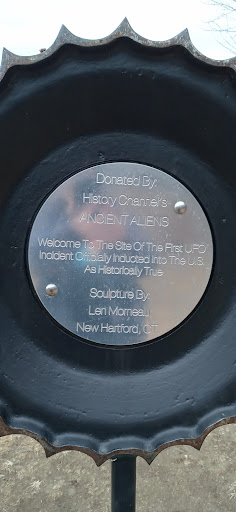 Donated By:
History Channel's
ANCIENT ALIENS
Welcome To The Site Of The First UFO
Incident Officially Inducted Into The U.S.
As Historically True
Sculpture By:
Len Morneau
New Hartford, CT